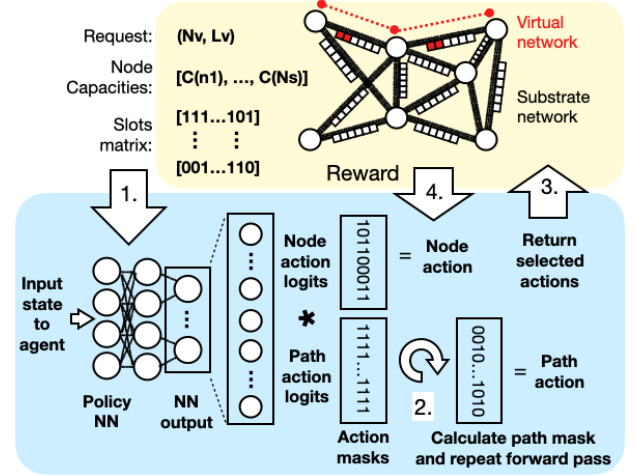 Request:
(Nv, Lv)
Virtual
network
Node
Capacities:
[C(n1), ..., C(Ns)]
Slots
matrix:
[111...101]
⋮ ⋮
[001...110]
Substrate
network
Reward
1.
4.
3.
Input
state
to
agent
Policy
NN
NN
output
Node
action
logits
*
Path
action
logits
101100011
=
Node
action
1111...1111
Action
masks
2.
0010...1010
=
Path
action
Return
selected
actions
Calculate path mask
and repeat forward pass